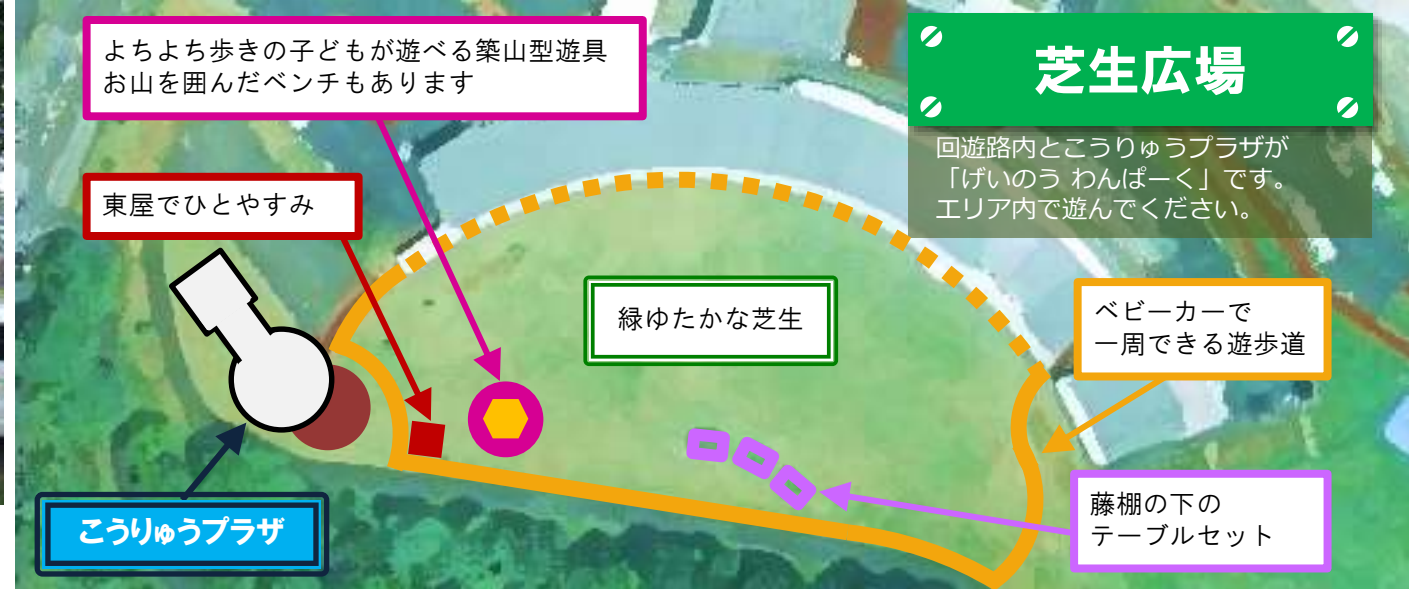 よちよち歩きの子どもが遊べる築山型遊具
お山を囲んだベンチもあります
芝生広場
回遊路内とこうりゅうプラザが
「げいのう わんぱーく」です。
エリア内で遊んでください。
東屋でひとやすみ
緑ゆたかな芝生
ベビーカーで
一周できる遊歩道
藤棚の下の
テーブルセット
こうりゅうプラザ